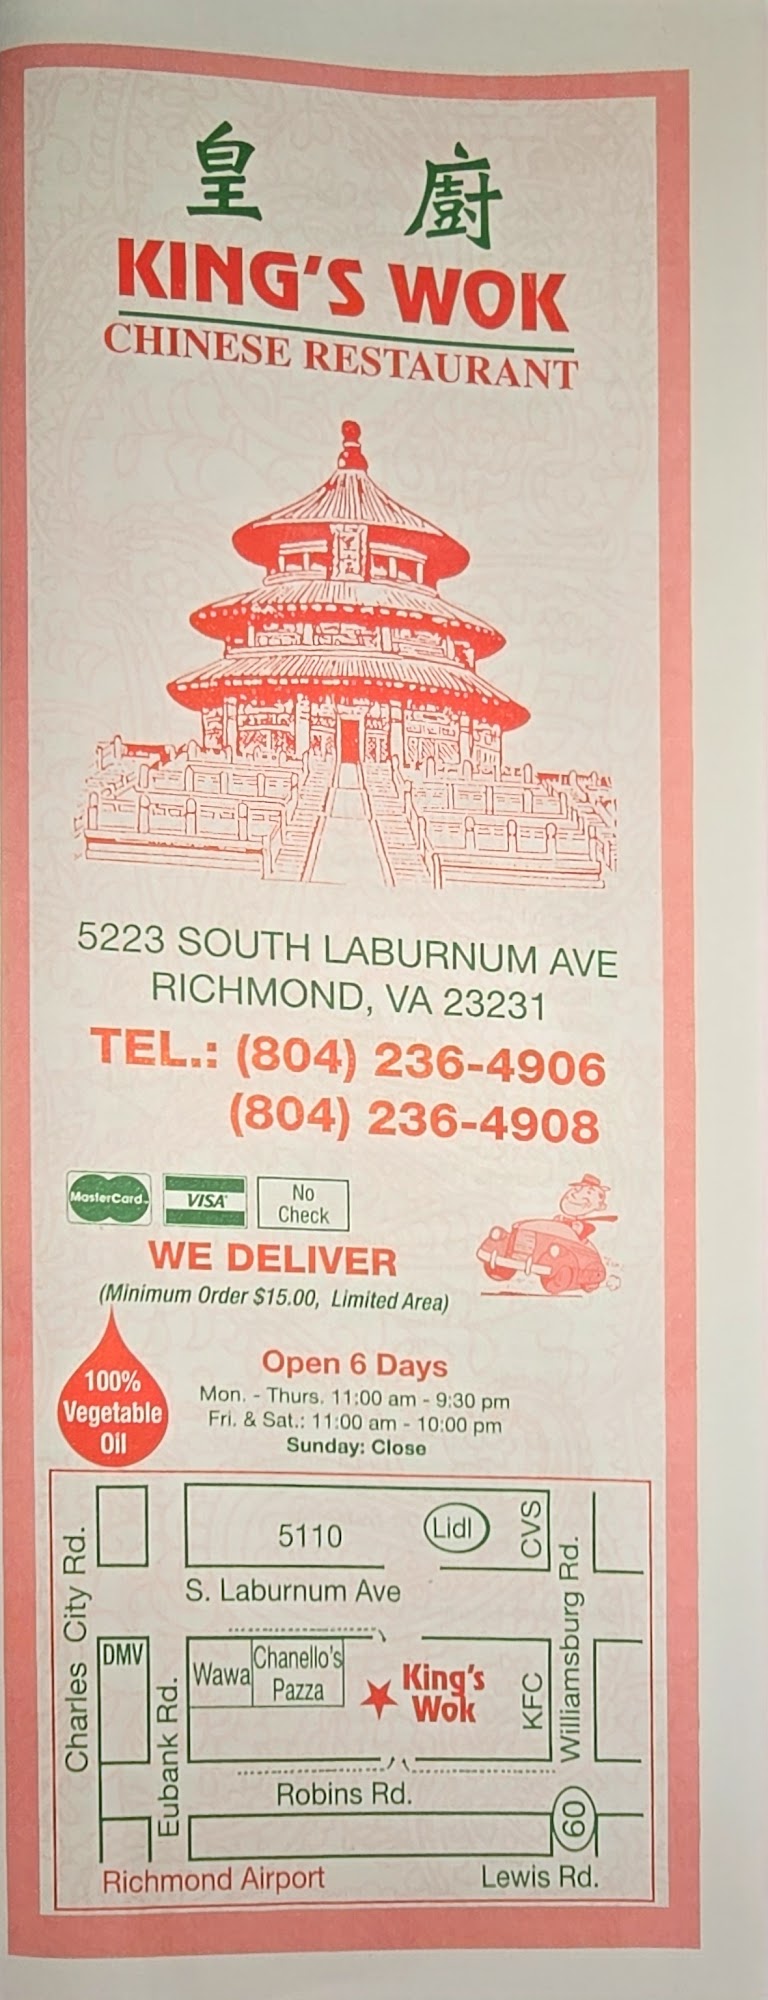 皇 廚
KING'S WOK
CHINESE RESTAURANT
5223 SOUTH LABURNUM AVE
RICHMOND, VA 23231
TEL.: (804) 236-4906
(804) 236-4908
MasterCard
VISA
No
Check
WE DELIVER
(Minimum Order $15.00, Limited Area)
100%
Vegetable
Oil
Open 6 Days
Mon. - Thurs. 11:00 am - 9:30 pm
Fri. & Sat.: 11:00 am - 10:00 pm
Sunday: Close
Charles City Rd.
5110
Lidl
CVS
S. Laburnum Ave
Williamsburg Rd.
DMV
Eubank Rd.
Wawa
Chanello's
Pazza
King's
Wok
KFC
Robins Rd.
60
Richmond Airport
Lewis Rd.